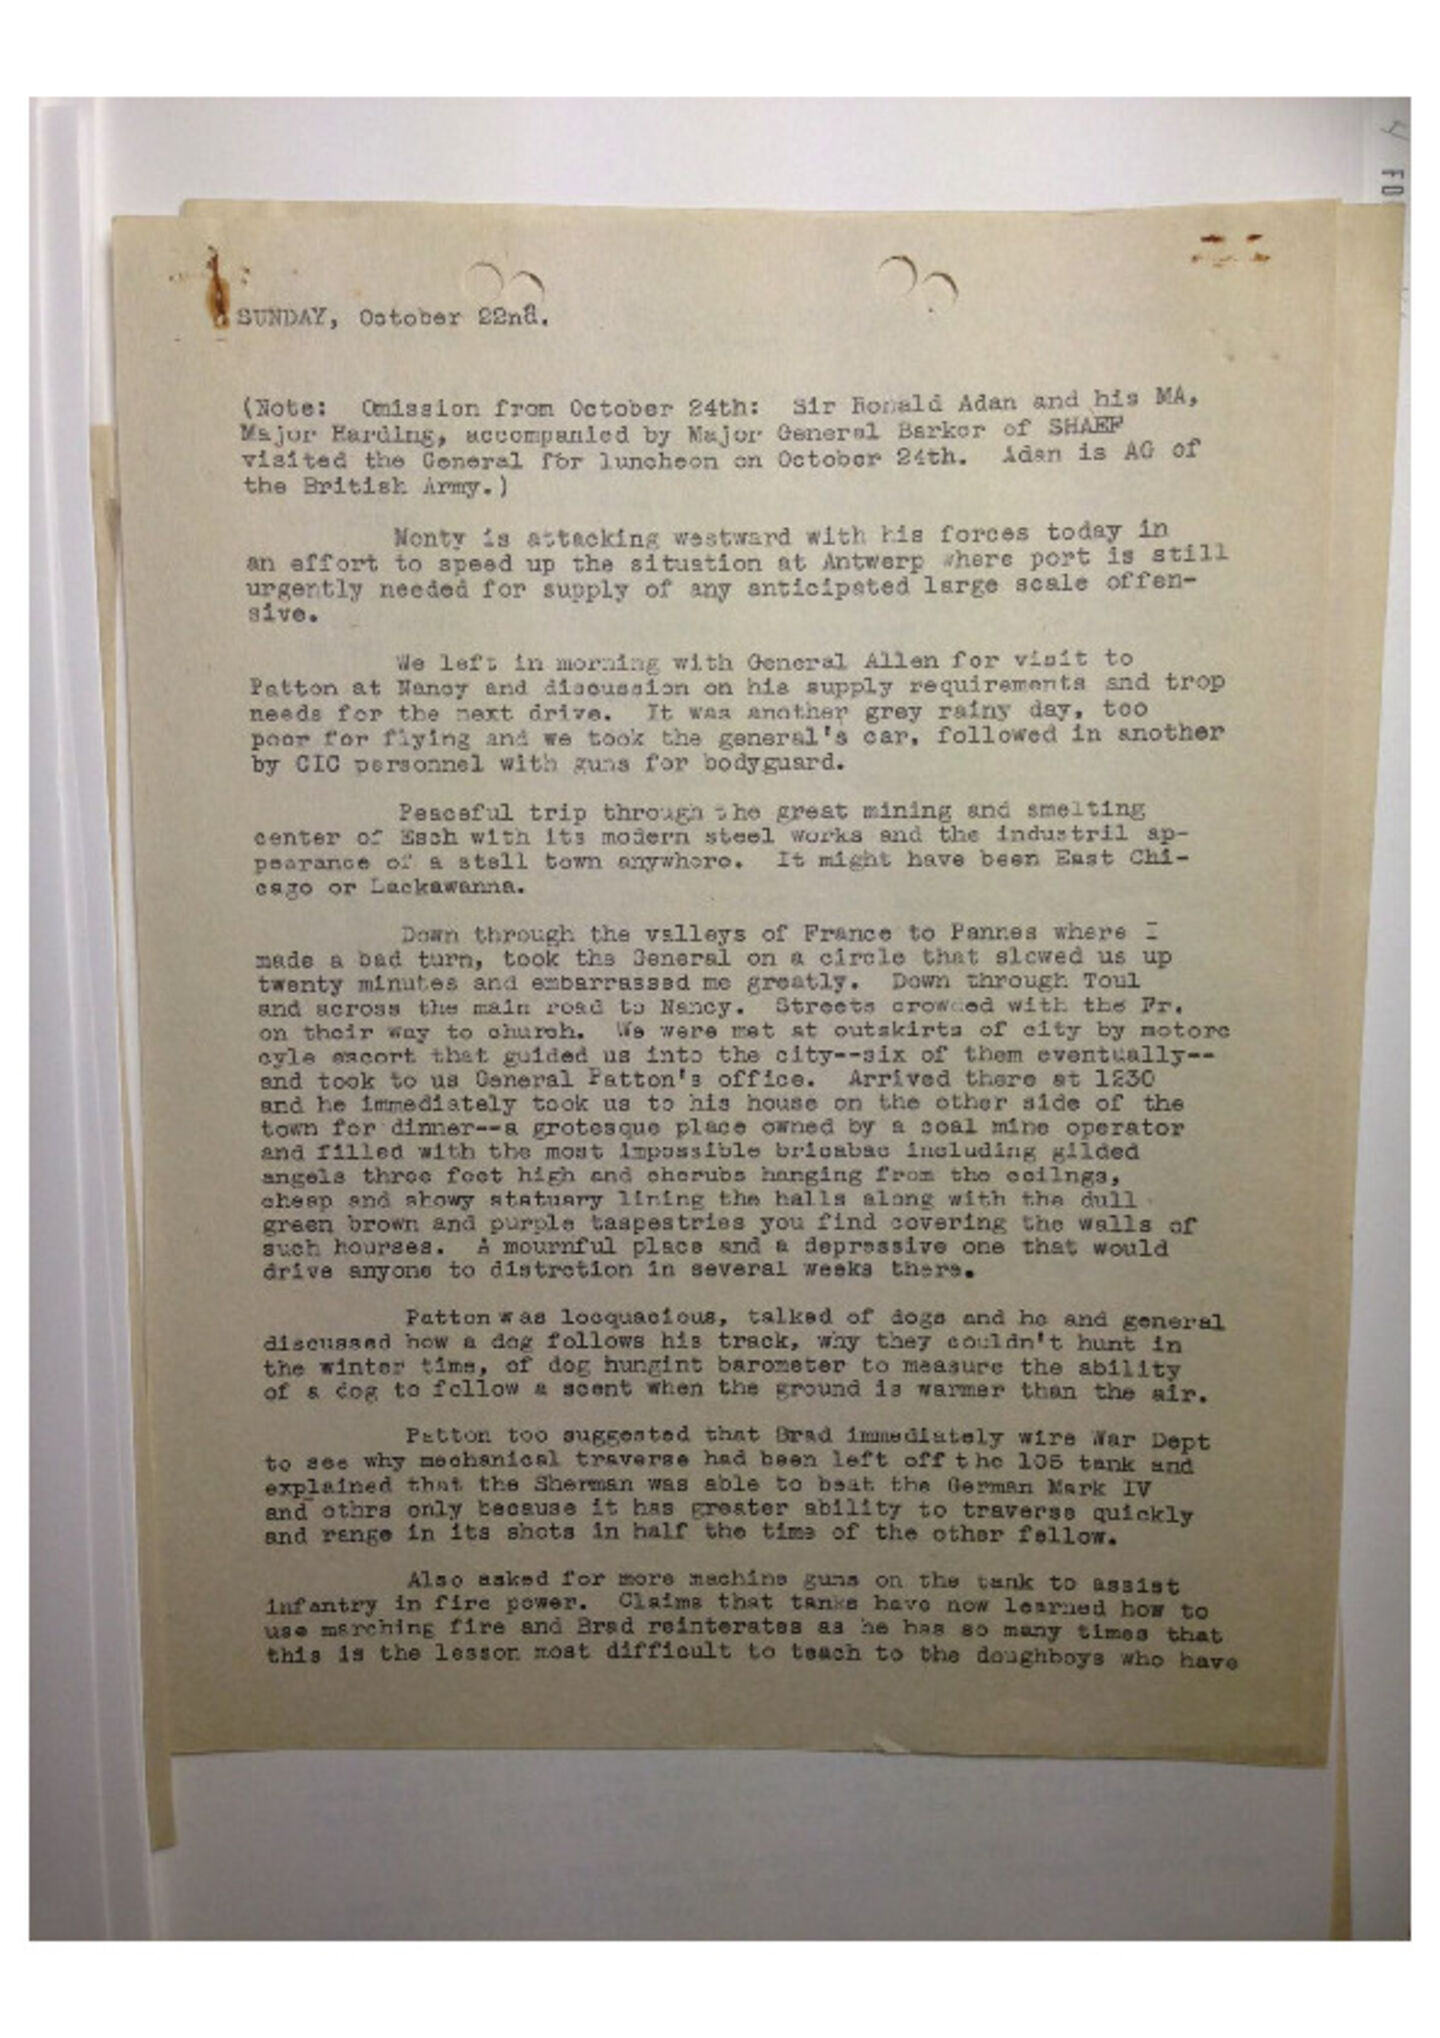 FO
SUNDAY, October 22nd.
(Note: Omission from October 24th: Sir Ronald Adan and his MA,
Major Harding, accompanied by Major General Barker of SHAEF
visited the General for luncheon on October 24th. Adan is AG of
the British Army.)
Monty is attacking westward with his forces today in
an effort to speed up the situation at Antwerp where port is still
urgently needed for supply of any anticipated large scale offen-
sive.
We left in morning with General Allen for visit to
Patton at Nancy and discussion on his supply requirements and trop
needs for the next drive. It was another grey rainy day, too
poor for flying and we took the general's car, followed in another
by CIC personnel with guns for bodyguard.
Peaceful trip through the great mining and smelting
center of Esch with its modern steel works and the industril ap-
pearance of a stell town anywhere. It might have been East Chi-
cago or Lackawanna.
Down through the valleys of France to Pannes where I
made a bad turn, took the General on a circle that slowed us up
twenty minutes and embarrassed me greatly. Down through Toul
and across the main road to Nancy. Streets crowded with the Fr.
on their way to church. We were met at outskirts of city by motorc
cyle escort that guided us into the city--six of them eventually--
and took to us General Patton's office. Arrived there at 1230
and he immediately took us to his house on the other side of the
town for dinner--a grotesque place owned by a coal mine operator
and filled with the most impossible bricabac including gilded
angels three feet high and cherubs hanging from the ceilngs,
cheap and showy statuary lining the halls along with the dull
green brown and purple taspestries you find covering the walls of
such hourses. A mournful place and a depressive one that would
drive anyone to distrction in several weeks there.
Patton was locquacious, talked of dogs and he and general
discussed how a dog follows his track, why they couldn't hunt in
the winter time, of dog hungint barometer to measure the ability
of a dog to follow a scent when the ground is warmer than the air.
Patton too suggested that Brad immediately wire War Dept
to see why mechanical traverse had been left off the 105 tank and
explained that the Sherman was able to beat the German Mark IV
and othrs only because it has greater ability to traverse quickly
and range in its shots in half the time of the other fellow.
Also asked for more machine guns on the tank to assist
infantry in fire power. Claims that tanks have now learned how to
use marching fire and Brad reinterates as he has so many times that
this is the lesson most difficult to teach to the doughboys who have